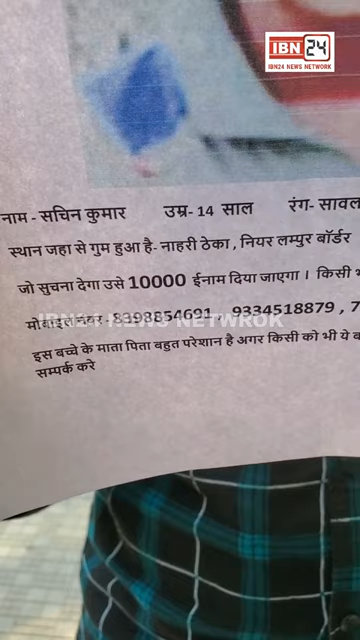 IBN 24
IBN24 NEWS NETWORK
नाम - सचिन कुमार उम्र- 14 साल रंग- सावल
स्थान जहा से गुम हुआ है- नाहरी ठेका , नियर लम्पुर बॉर्डर
जो सुचना देगा उसे 10000 ईनाम दिया जाएगा । किसी
मोबाइल नंबर 8398854691 , 9334518879 , 7
IBN24 NEWS NETWROK
इस बच्चे के माता पिता बहुत परेशान है अगर किसी को भी ये
सम्पर्क करे